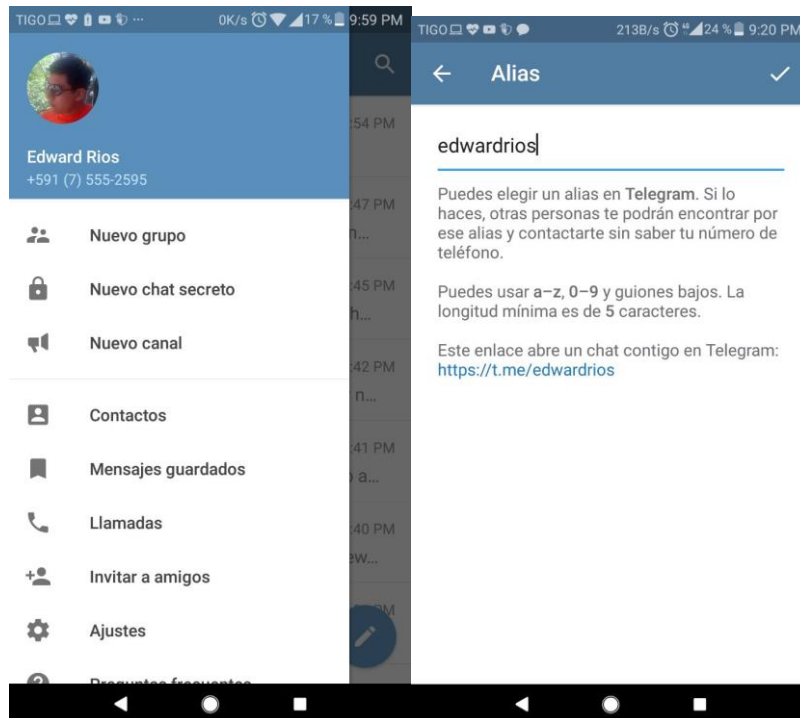 TIGO
0K/s
17 %
9:59 PM
Edward Rios
+591 (7) 555-2595
Nuevo grupo
Nuevo chat secreto
Nuevo canal
Contactos
Mensajes guardados
Llamadas
Invitar a amigos
Ajustes
:54 PM
:47 PM
n...
:45 PM
h...
:42 PM
n...
:41 PM
a...
:40 PM
ew...
TIGO
213B/s
24 %
9:20 PM
Alias
edwardrios
Puedes elegir un alias en Telegram. Si lo
haces, otras personas te podrán encontrar por
ese alias y contactarte sin saber tu número de
teléfono.
Puedes usar a–z, 0–9 y guiones bajos. La
longitud mínima es de 5 caracteres.
Este enlace abre un chat contigo en Telegram:
https://t.me/edwardrios